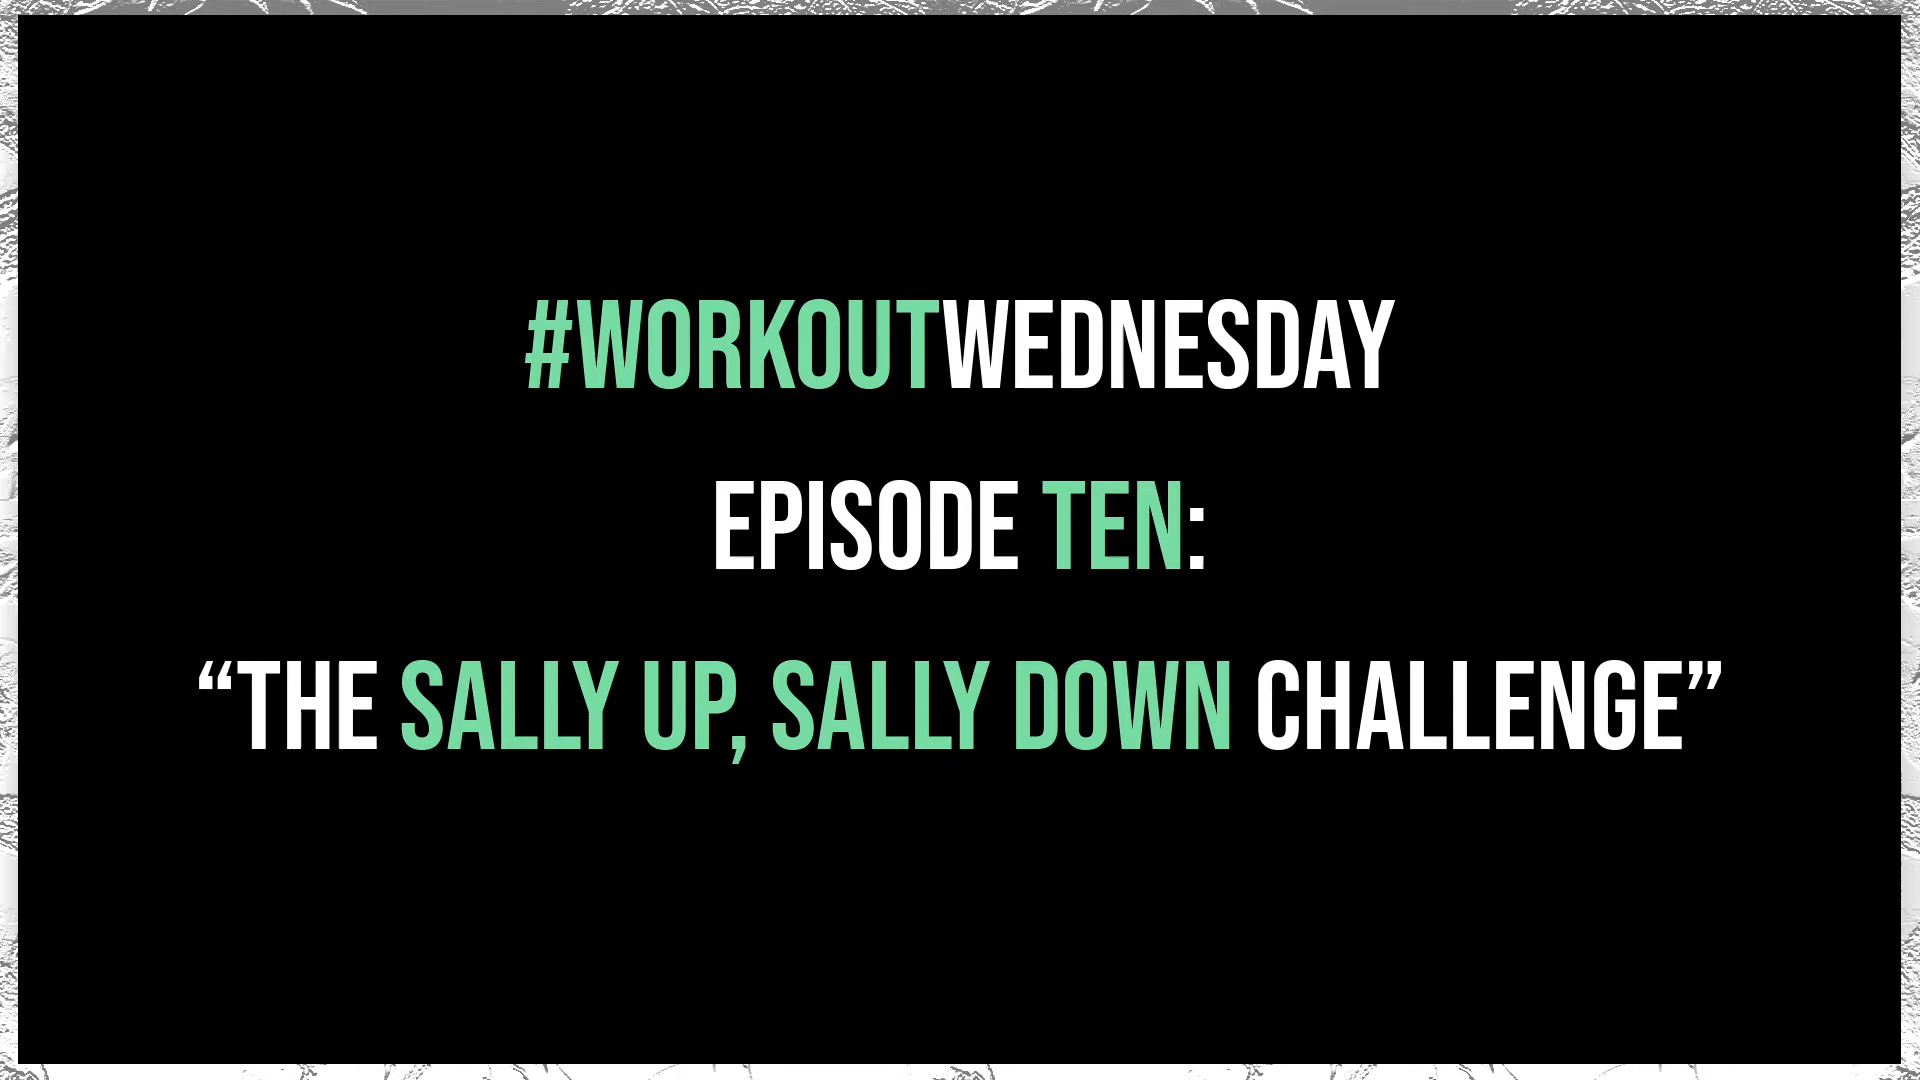 #WORKOUTWEDNESDAY
EPISODE TEN:
“THE SALLY UP, SALLY DOWN CHALLENGE”